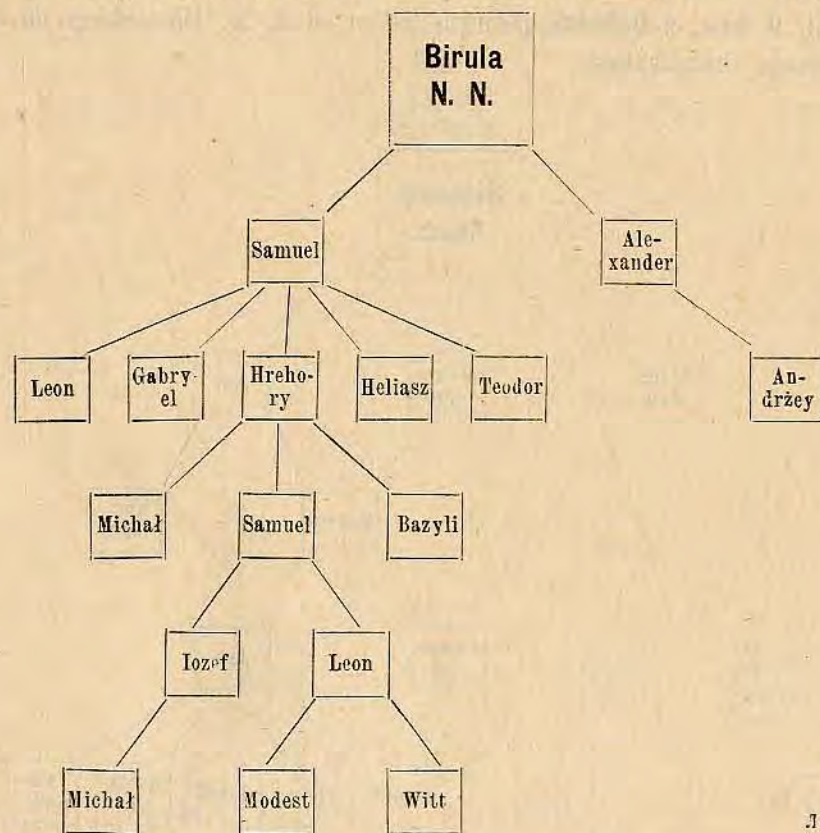 Birula
N. N.
Samuel
Ale-
xander
Leon
Gabry-
el
Hreho-
ry
Heliasz
Teodor
An-
drżey
Michał
Samuel
Bazyli
Iozef
Leon
Michał
Modest
Witt